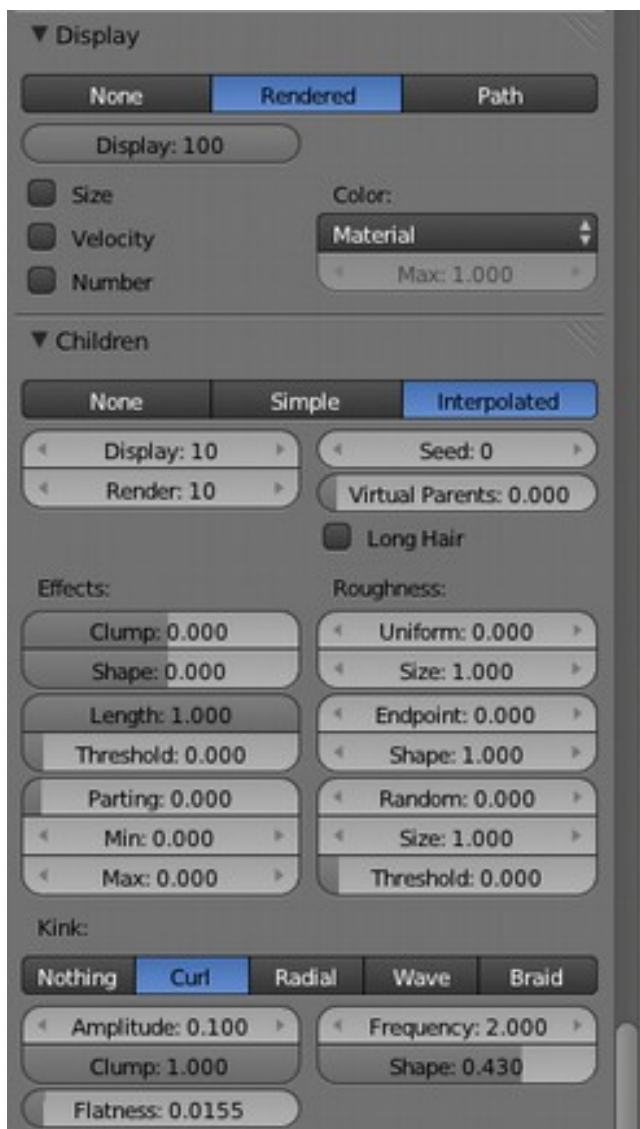 Display
None Rendered Path
Display: 100
Size Color:
Velocity Material
Number Max: 1.000
Children
None Simple Interpolated
Display: 10 Seed: 0
Render: 10 Virtual Parents: 0.000
Long Hair
Effects: Roughness:
Clump: 0.000 Uniform: 0.000
Shape: 0.000 Size: 1.000
Length: 1.000 Endpoint: 0.000
Threshold: 0.000 Shape: 1.000
Parting: 0.000 Random: 0.000
Min: 0.000 Size: 1.000
Max: 0.000 Threshold: 0.000
Kink:
Nothing Curl Radial Wave Braid
Amplitude: 0.100 Frequency: 2.000
Clump: 1.000 Shape: 0.430
Flatness: 0.0155